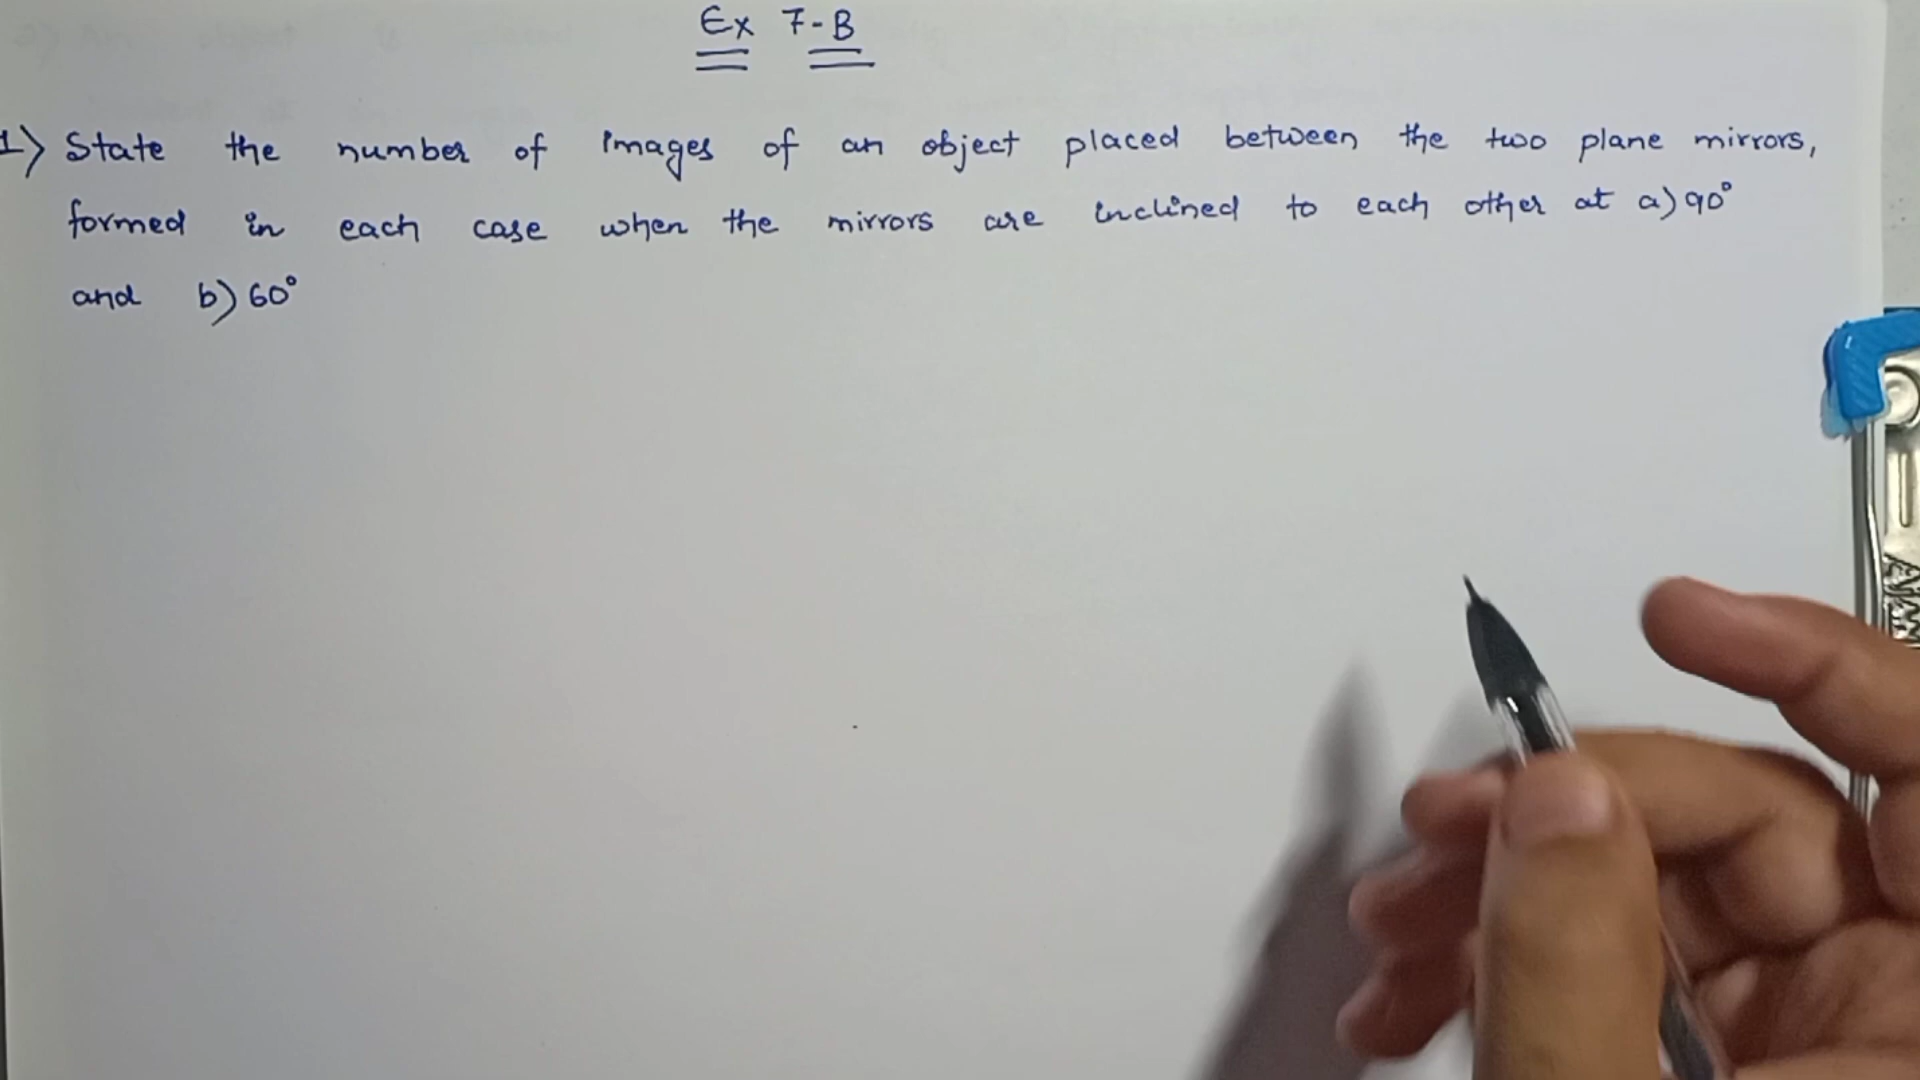 Ex 7-B
1) State the number of images of an object placed between the two plane mirrors,
formed in each case when the mirrors are inclined to each other at a) 90°
and b) 60°